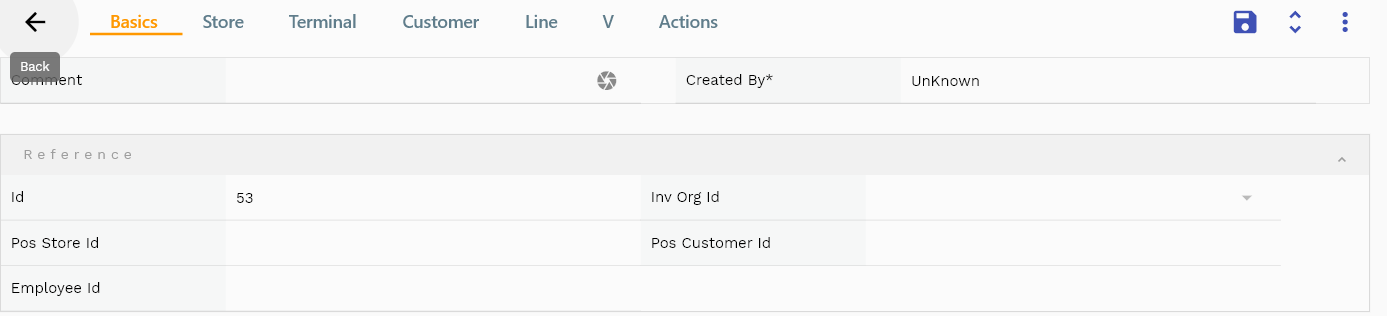 Basics Store Terminal Customer Line V Actions
Back
Comment Created By* UnKnown
Reference
Id 53 Inv Org Id
Pos Store Id Pos Customer Id
Employee Id